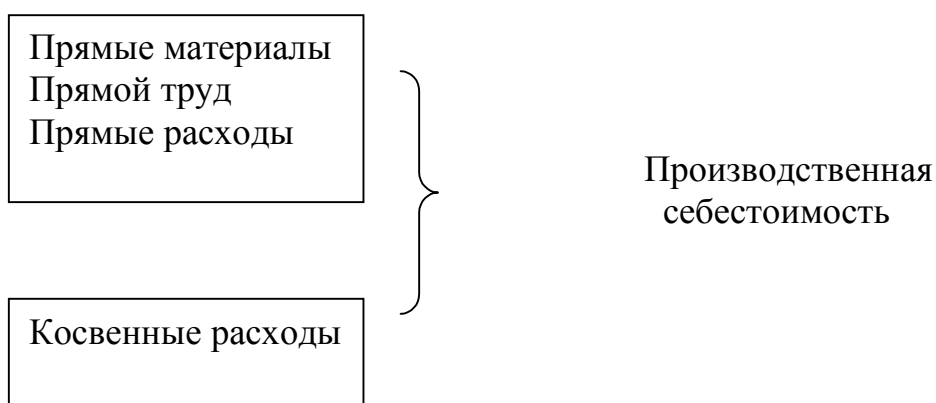 Прямые материалы
Прямой труд
Прямые расходы
Производственная
себестоимость
Косвенные расходы